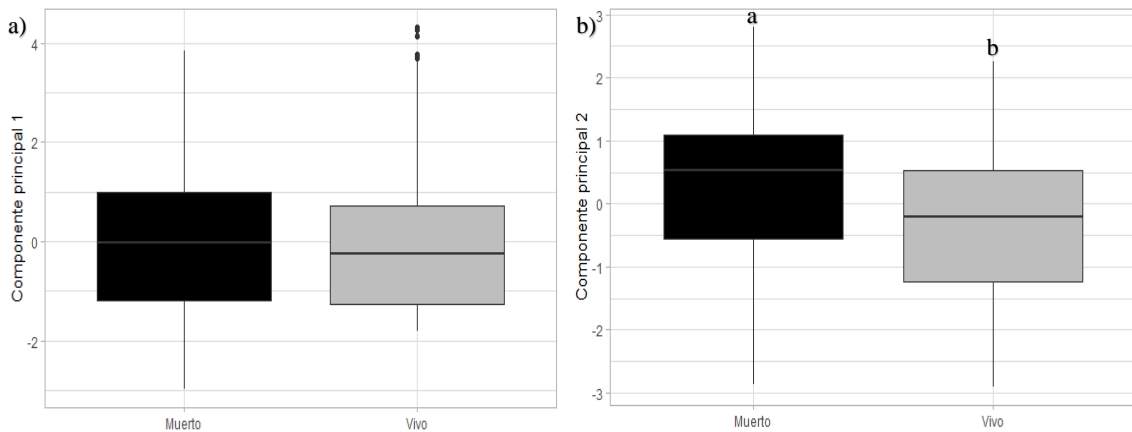 a)
Componente principal 1
4
2
0
-2
Muerto
Vivo
b)
Componente principal 2
3
2
1
0
-1
-2
-3
a
b
Muerto
Vivo